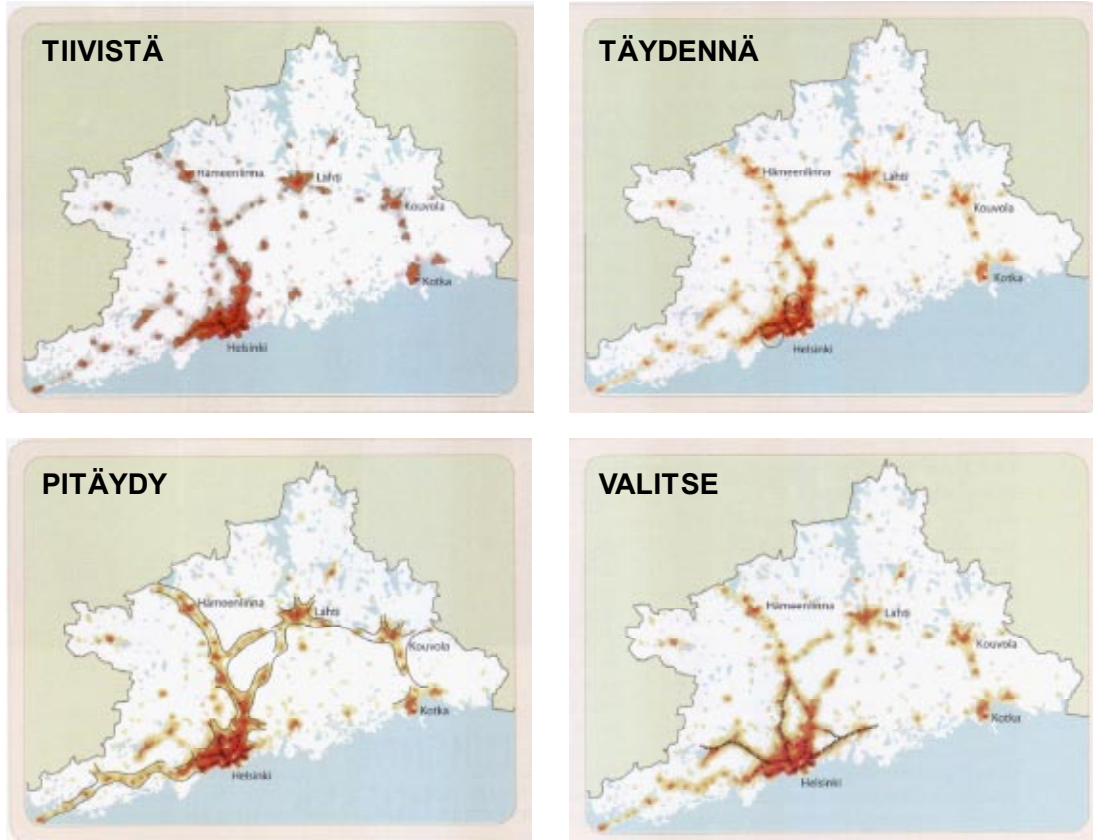 TIIVISTÄ
Hämeenlinna
Lahti
Kouvola
Kotka
Helsinki
TÄYDENNÄ
Hämeenlinna
Lahti
Kouvola
Kotka
Helsinki
PITÄYDY
Hämeenlinna
Lahti
Kouvola
Kotka
Helsinki
VALITSE
Hämeenlinna
Lahti
Kouvola
Kotka
Helsinki